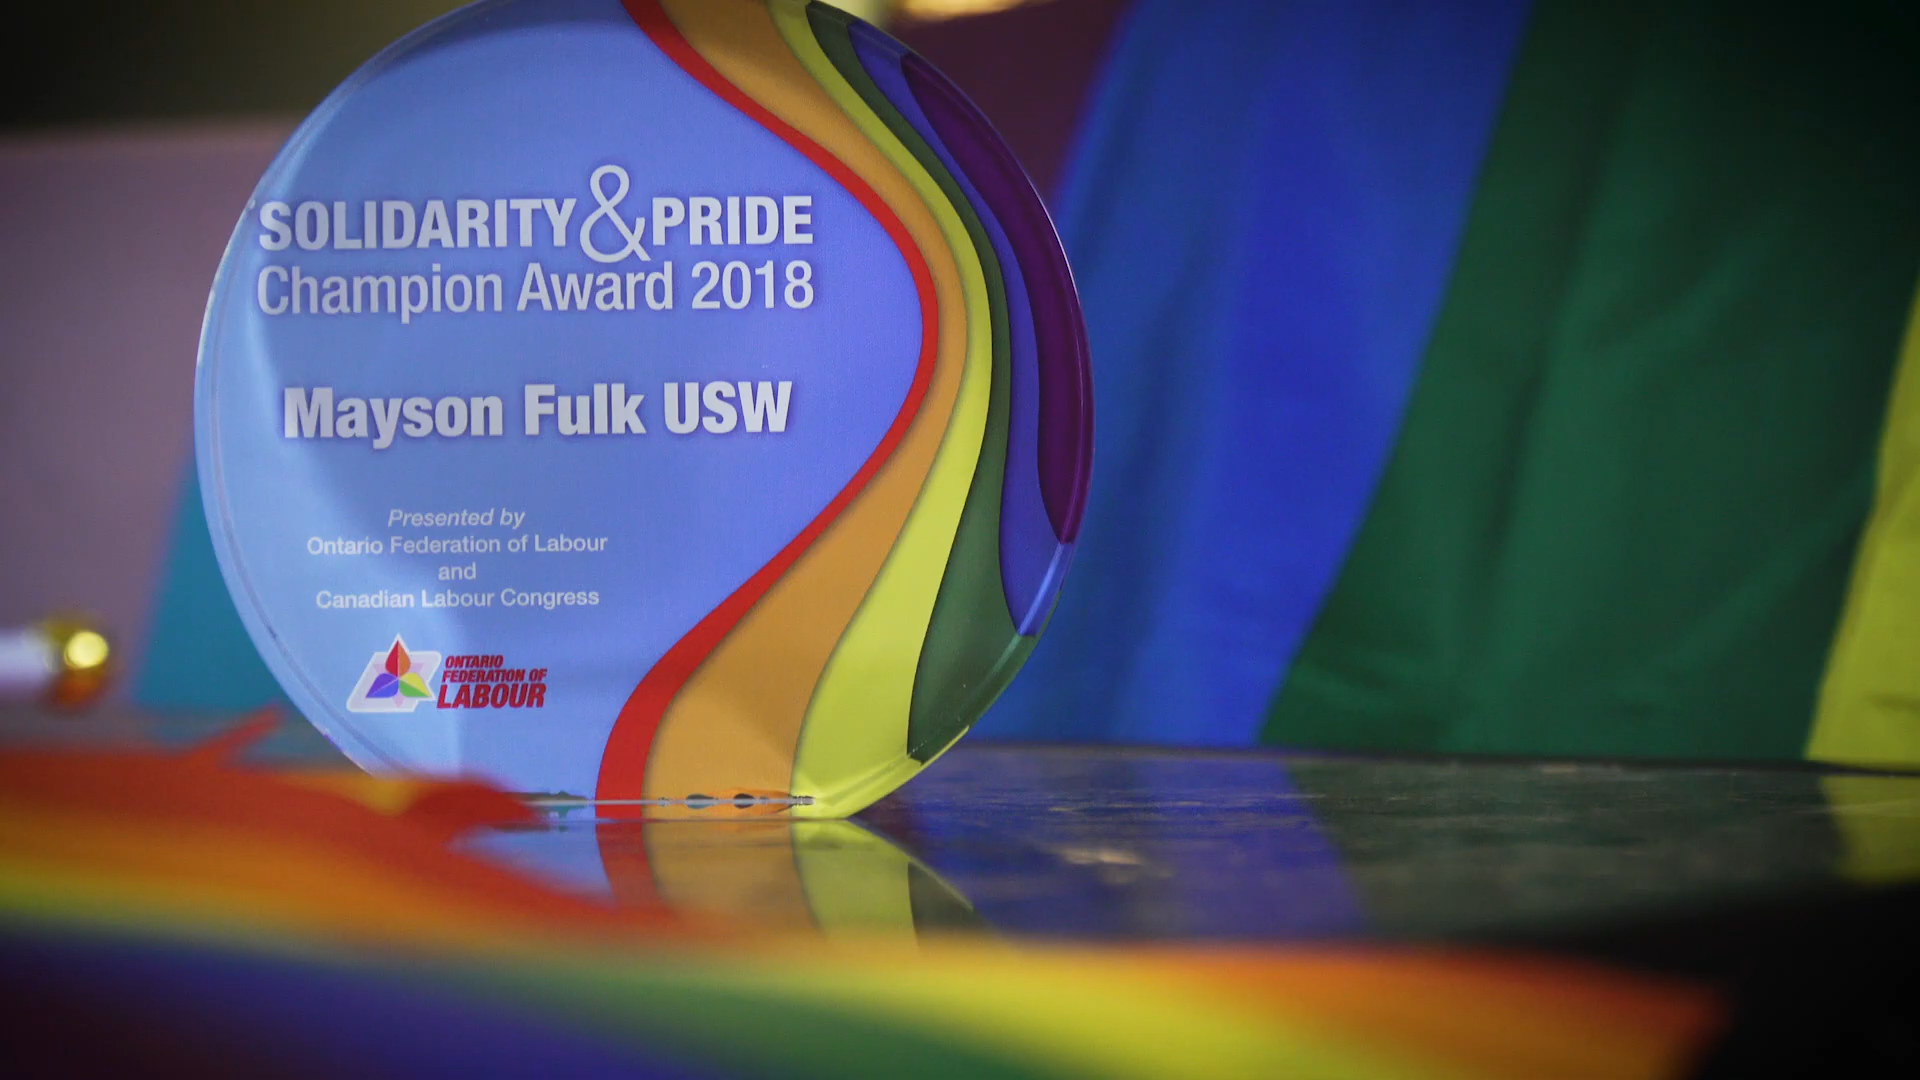 SOLIDARITY & PRIDE
Champion Award 2018
Mayson Fulk USW
Presented by
Ontario Federation of Labour
and
Canadian Labour Congress
ONTARIO
FEDERATION OF
LABOUR